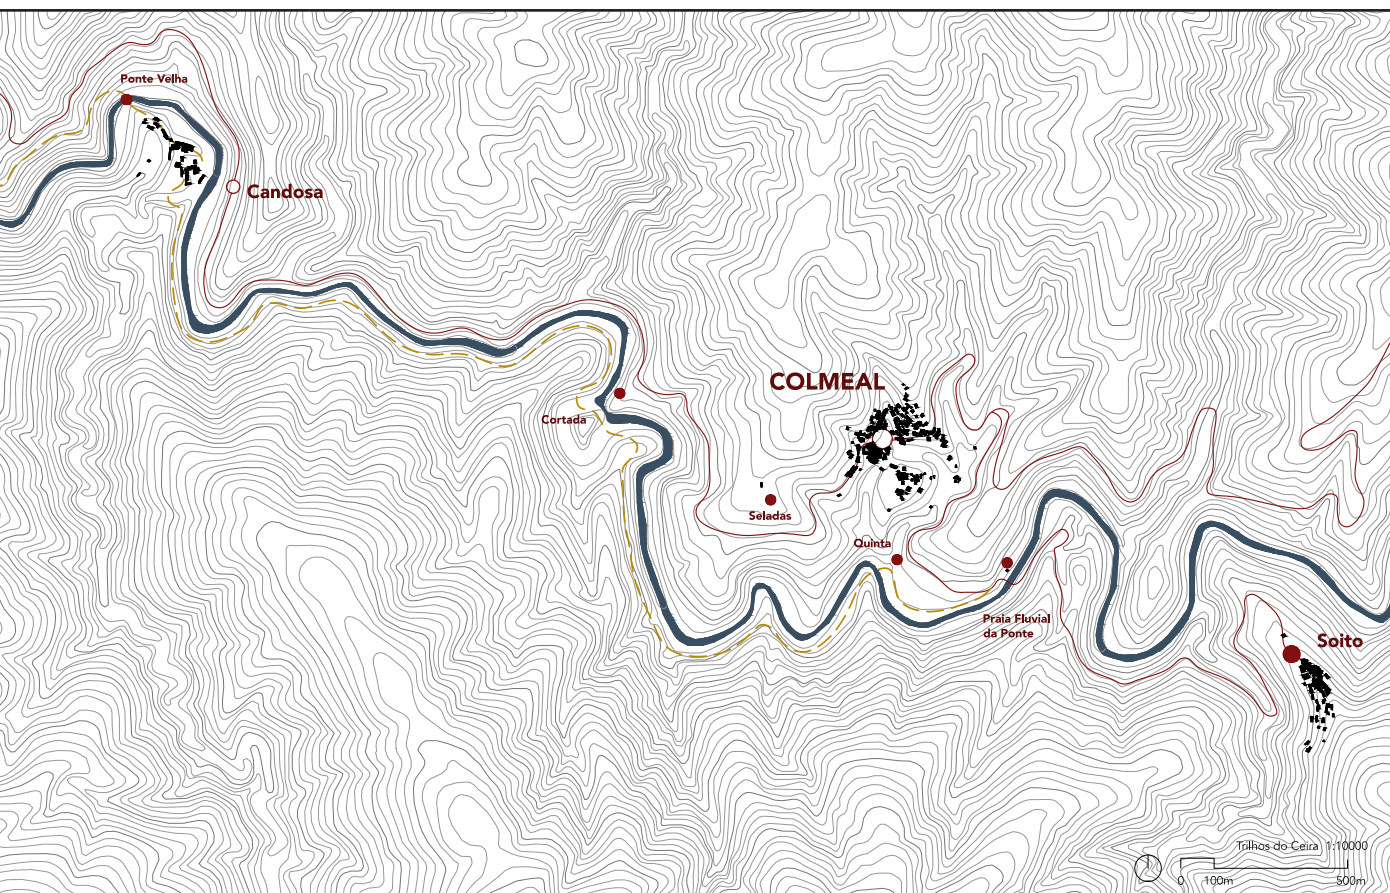 Ponte Velha
Candosa
COLMEAL
Cortada
Seladas
Quinta
Praia Fluvial
da Ponte
Soito
Trilhos do Ceira 1:10000
0 100m 500m